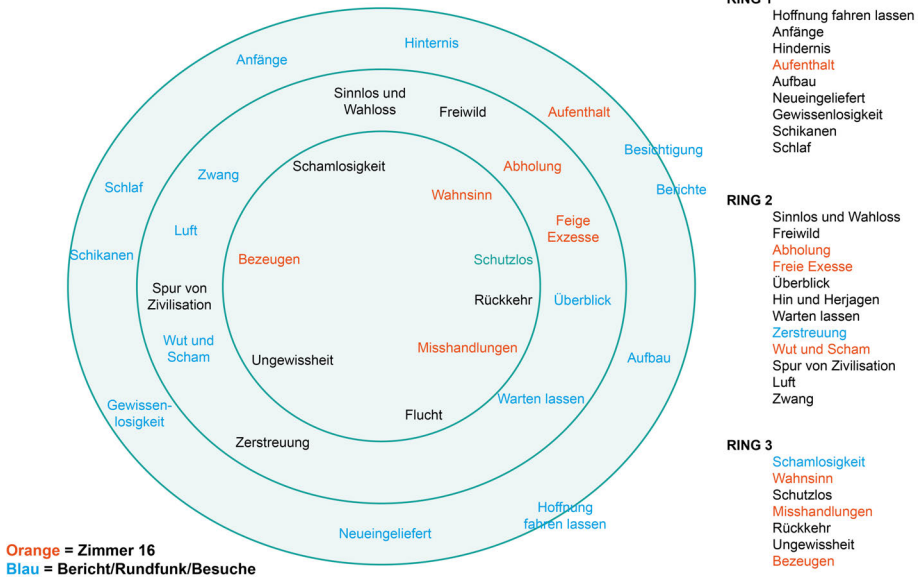 Hinternis
Anfänge
Sinnlos und
Wahloss
Freiwild
Aufenthalt
Besichtigung
Schamlosigkeit
Abholung
Zwang
Schlaf
Wahnsinn
Berichte
Feige
Exzesse
Luft
Schikanen
Bezeugen
Schutzlos
Spur von
Zivilisation
Rückkehr
Überblick
Wut und
Scham
Misshandlungen
Ungewissheit
Aufbau
Gewissen-
losigkeit
Warten lassen
Flucht
Zerstreuung
Hoffnung
fahren lassen
Neueingeliefert
Orange = Zimmer 16
Blau = Bericht/Rundfunk/Besuche
RING 1
Hoffnung fahren lassen
Anfänge
Hindernis
Aufenthalt
Aufbau
Neueingeliefert
Gewissenlosigkeit
Schikanen
Schlaf
RING 2
Sinnlos und Wahloss
Freiwild
Abholung
Freie Exesse
Überblick
Hin und Herjagen
Warten lassen
Zerstreuung
Wut und Scham
Spur von Zivilisation
Luft
Zwang
RING 3
Schamlosigkeit
Wahnsinn
Schutzlos
Misshandlungen
Rückkehr
Ungewissheit
Bezeugen